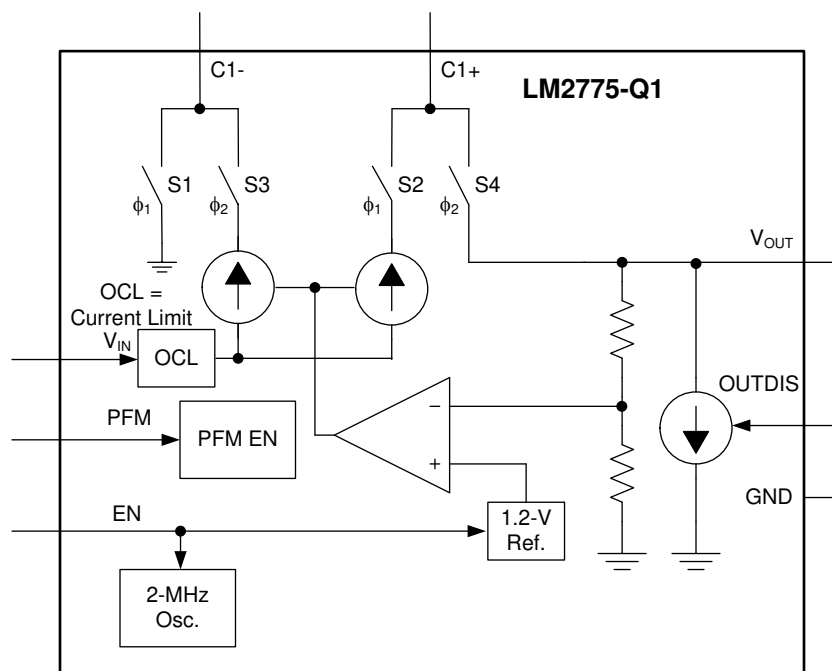 C1-
C1+
LM2775-Q1
S1
S3
S2
S4
ϕ1
ϕ2
ϕ1
ϕ2
VOUT
OCL =
Current Limit
VIN
OCL
OUTDIS
PFM
PFM EN
−
+
GND
EN
1.2-V
Ref.
2-MHz
Osc.